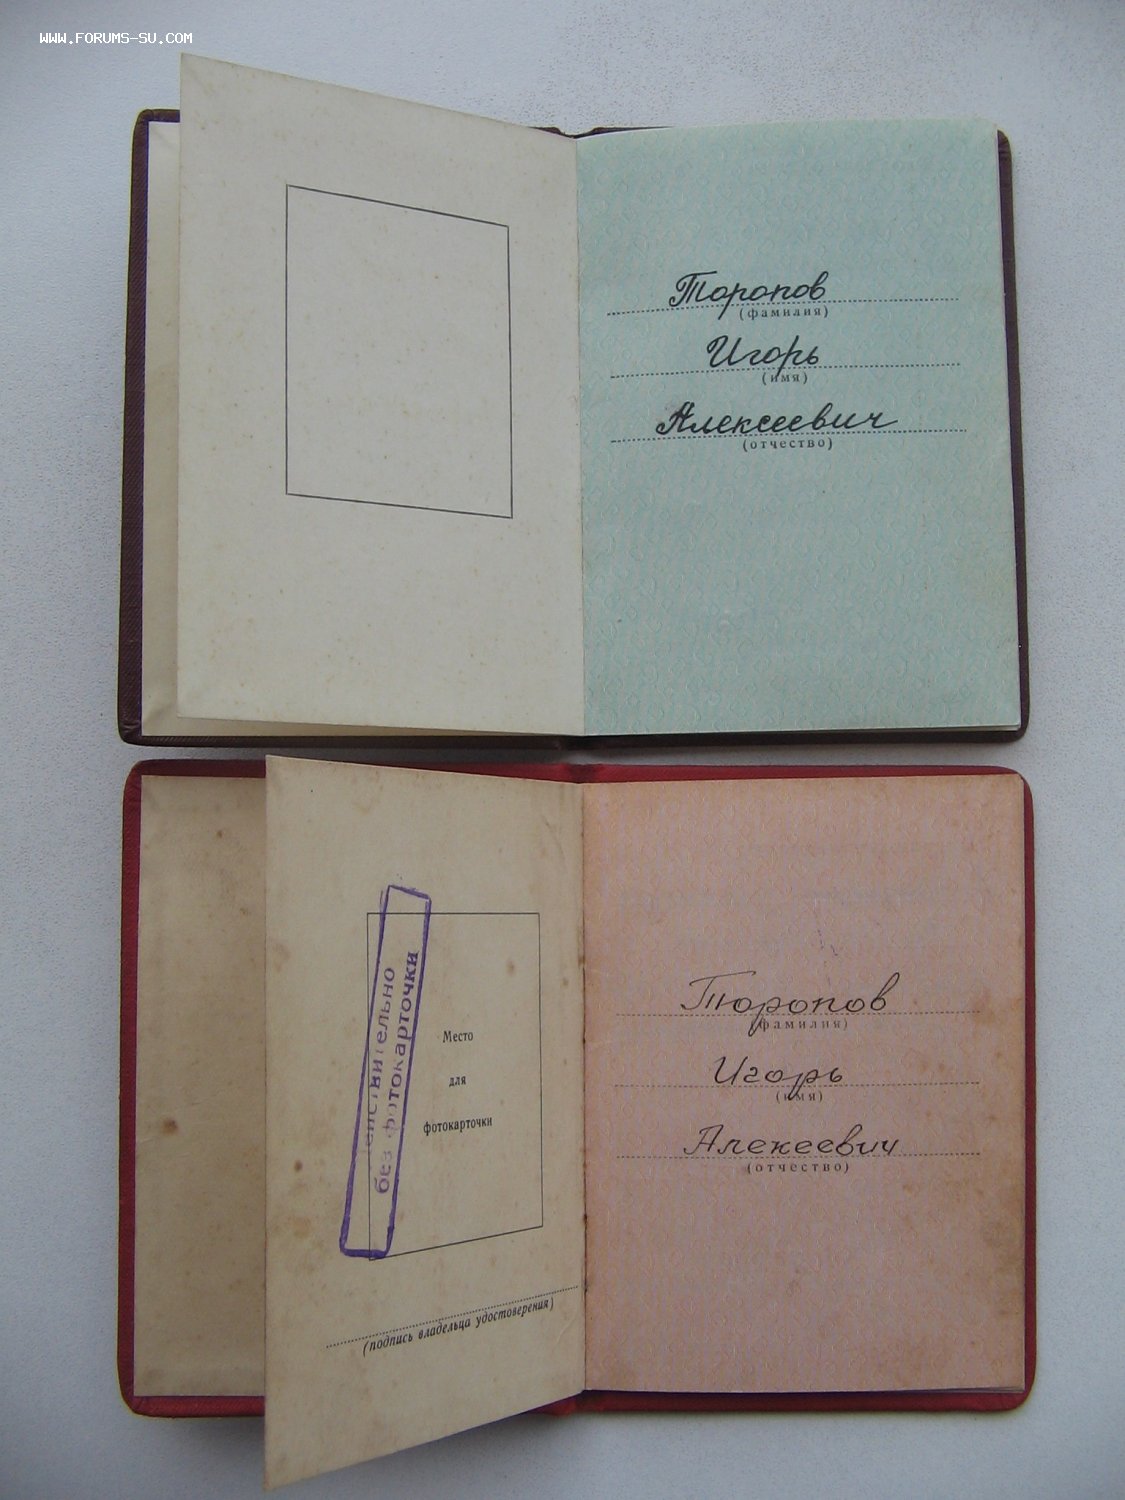 WWW.FORUMS-SU.COM
Торопов
(фамилия)
Игорь
(имя)
Алексеевич
(отчество)
действительно
без фотокарточки
Место
для
фотокарточки
(подпись владельца удостоверения)
Торопов
(фамилия)
Игорь
(имя)
Алексеевич
(отчество)